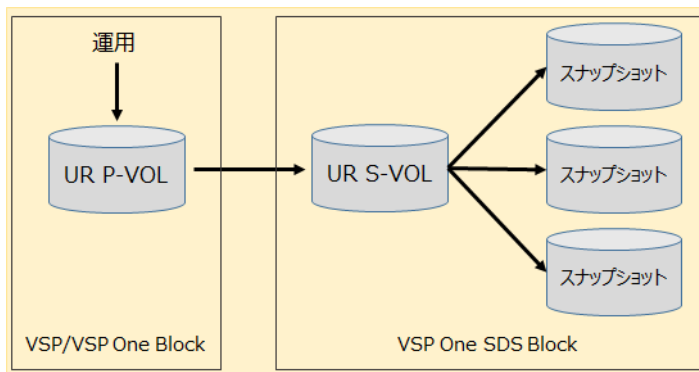 運用
UR P-VOL
VSP/VSP One Block
UR S-VOL
スナップショット
スナップショット
スナップショット
VSP One SDS Block